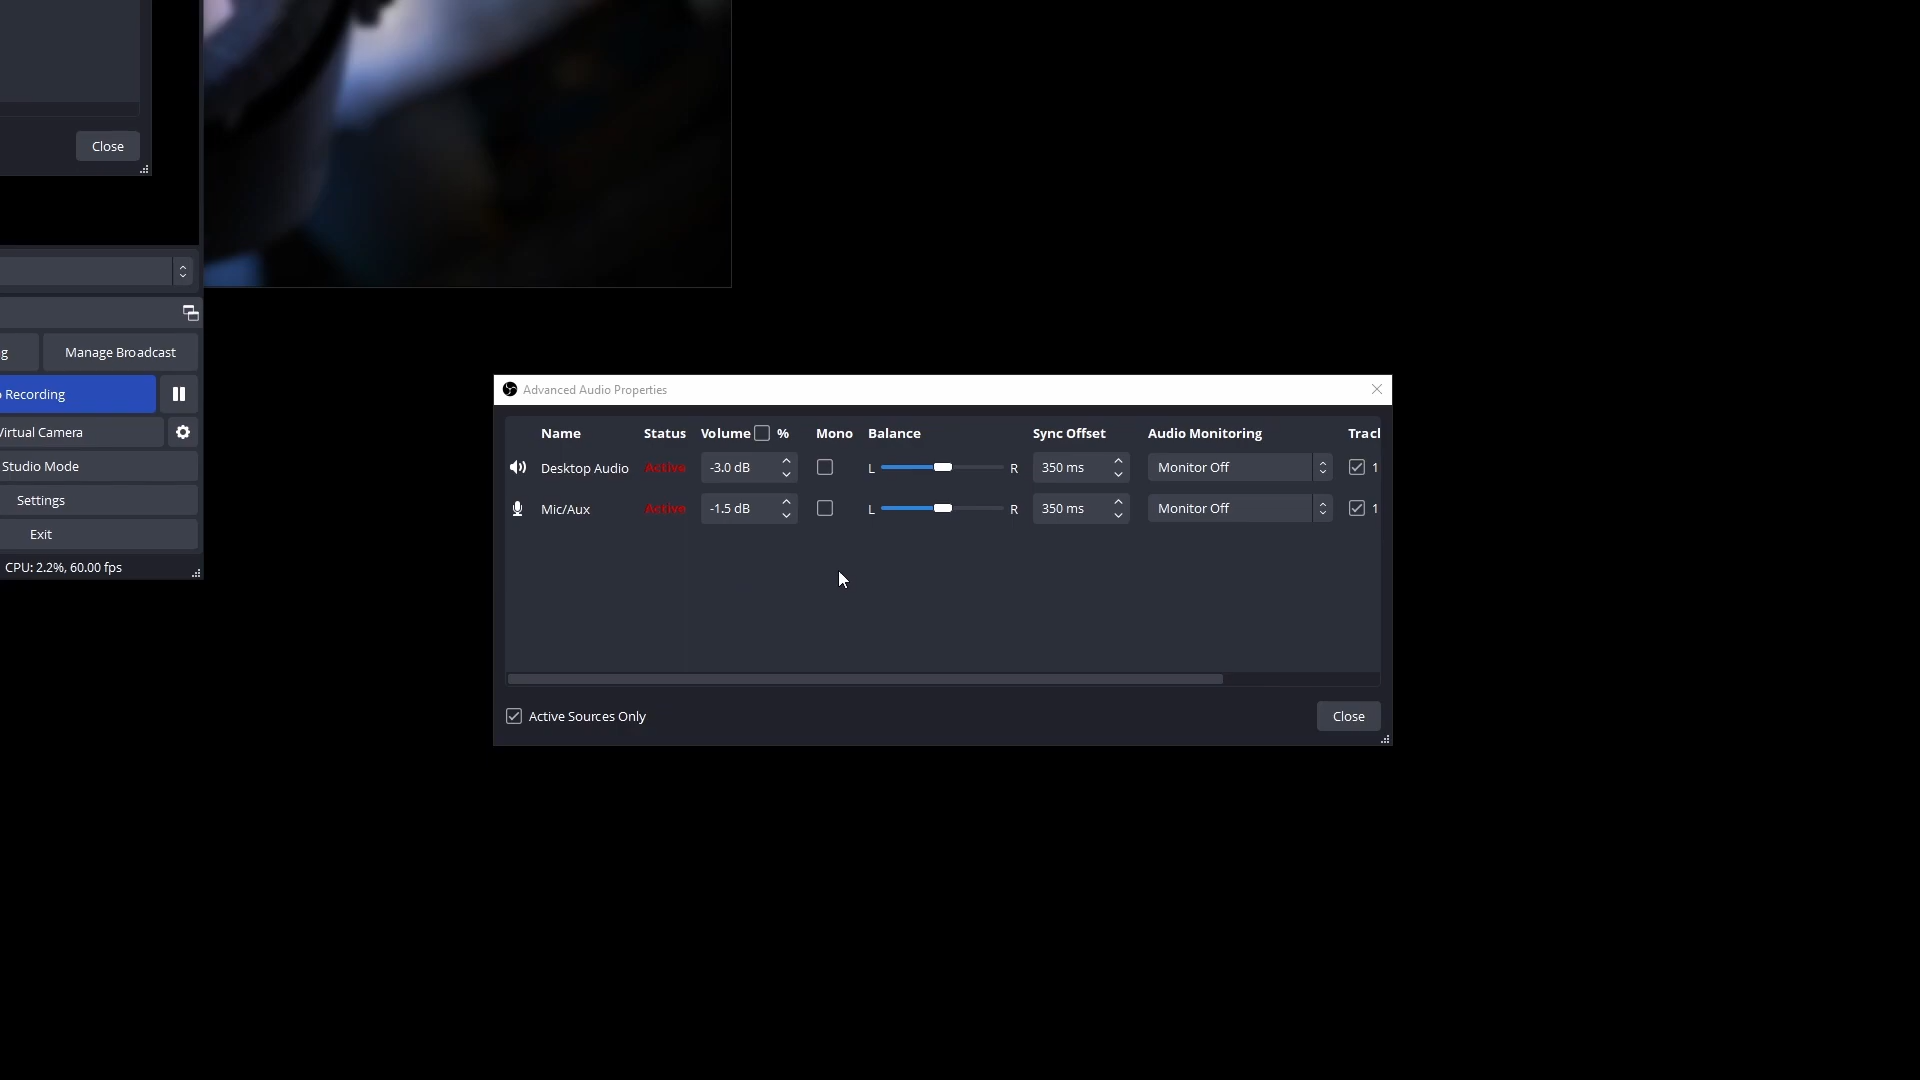 Close
g
Manage Broadcast
Recording
Virtual Camera
Studio Mode
Settings
Exit
CPU: 2.2%, 60.00 fps
Advanced Audio Properties
Name Status Volume % Mono Balance Sync Offset Audio Monitoring Tracl
Desktop Audio Active -3.0 dB L R 350 ms Monitor Off 1
Mic/Aux Active -1.5 dB L R 350 ms Monitor Off 1
Active Sources Only
Close